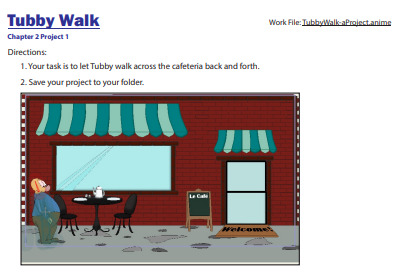 Tubby Walk
Work File: TubbyWalk-aProject.anime
Chapter 2 Project 1
Directions:
1. Your task is to let Tubby walk across the cafeteria back and forth.
2. Save your project to your folder.
Le Cafe
Welcome!